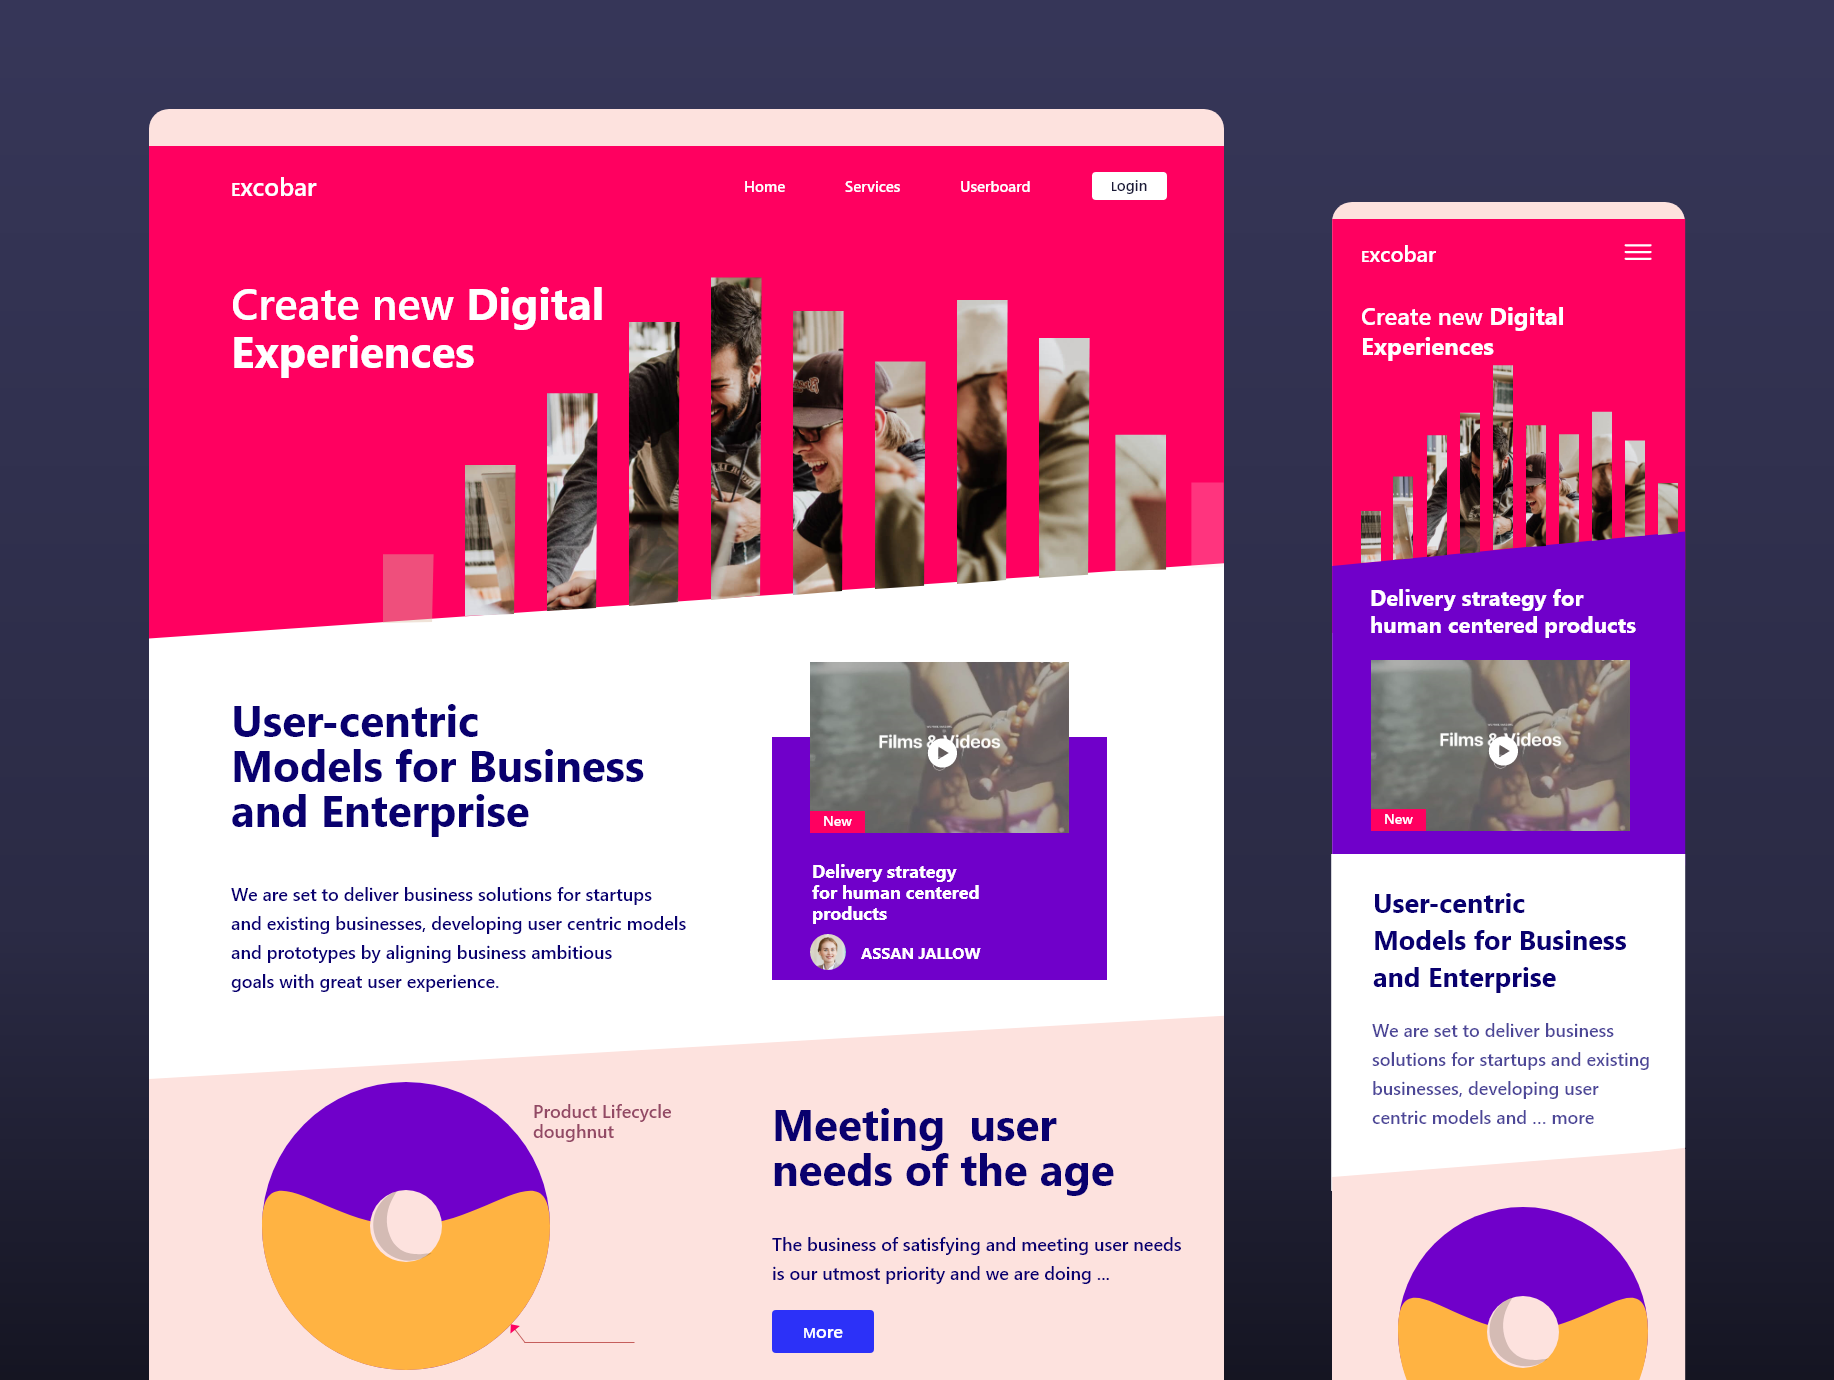 Excobar
Home
Services
Userboard
Login
Create new Digital
Experiences
User-centric
Models for Business
and Enterprise
We are set to deliver business solutions for startups
and existing businesses, developing user centric models
and prototypes by aligning business ambitious
goals with great user experience.
Films & Videos
New
Delivery strategy
for human centered
products
ASSAN JALLOW
Product Lifecycle
doughnut
Meeting  user
needs of the age
The business of satisfying and meeting user needs
is our utmost priority and we are doing ...
More
Excobar
Create new Digital
Experiences
Delivery strategy for
human centered products
Films & Videos
New
User-centric
Models for Business
and Enterprise
We are set to deliver business
solutions for startups and existing
businesses, developing user
centric models and ... more